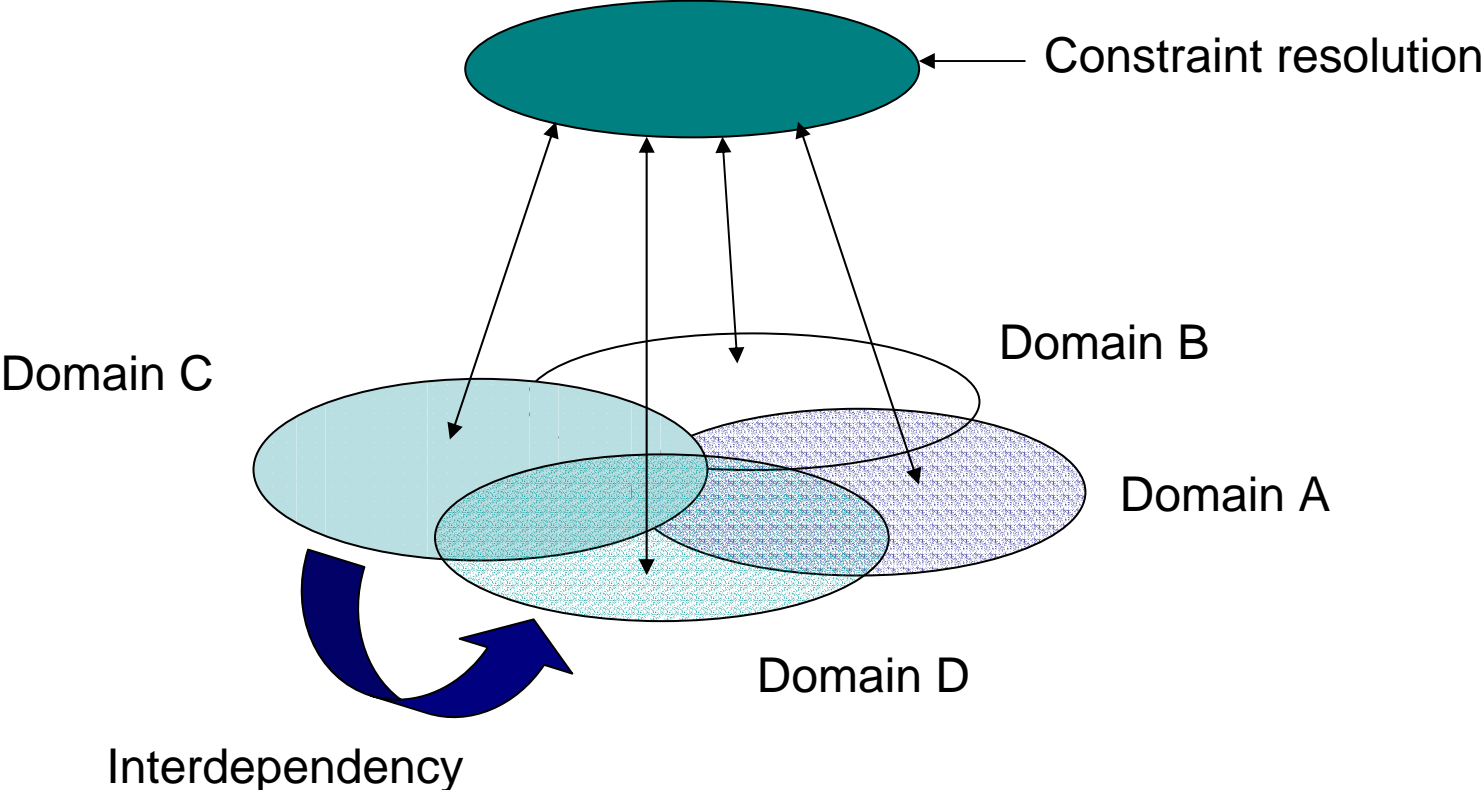 Constraint resolution
Domain B
Domain C
Domain A
Domain D
Interdependency